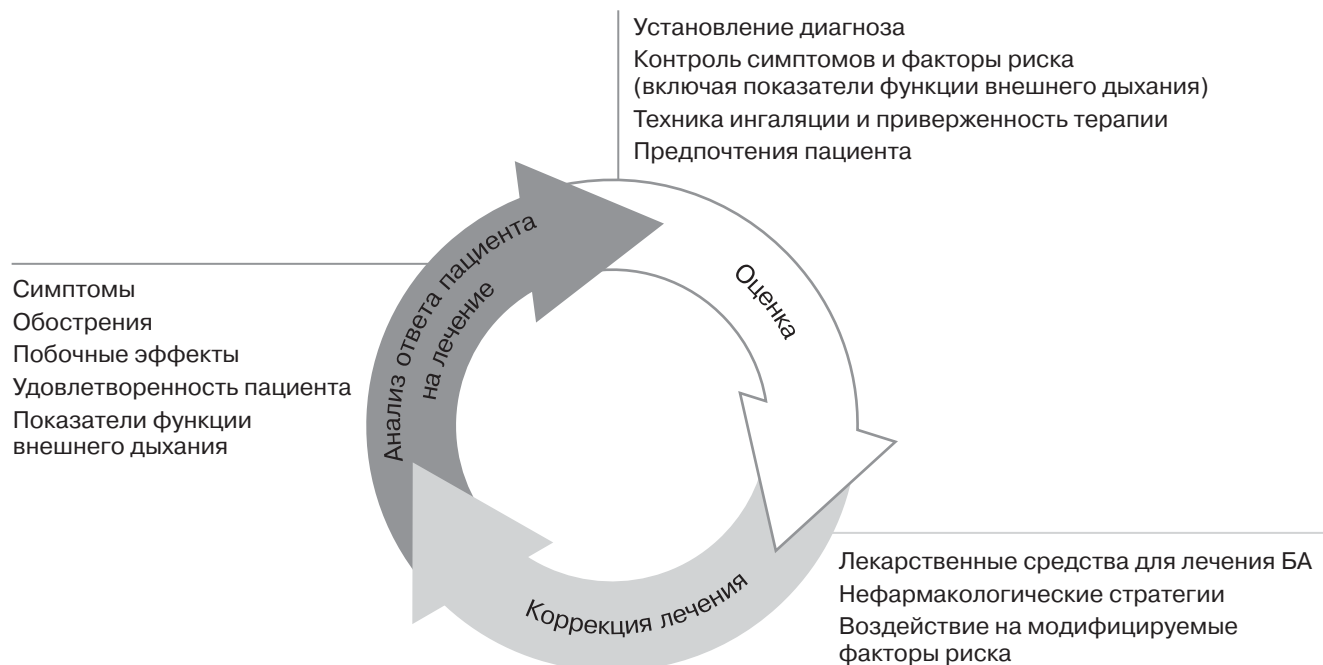 Установление диагноза
Контроль симптомов и факторы риска
(включая показатели функции внешнего дыхания)
Техника ингаляции и приверженность терапии
Предпочтения пациента
Оценка
Анализ ответа пациента
на лечение
Симптомы
Обострения
Побочные эффекты
Удовлетворенность пациента
Показатели функции
внешнего дыхания
Коррекция лечения
Лекарственные средства для лечения БА
Нефармакологические стратегии
Воздействие на модифицируемые
факторы риска